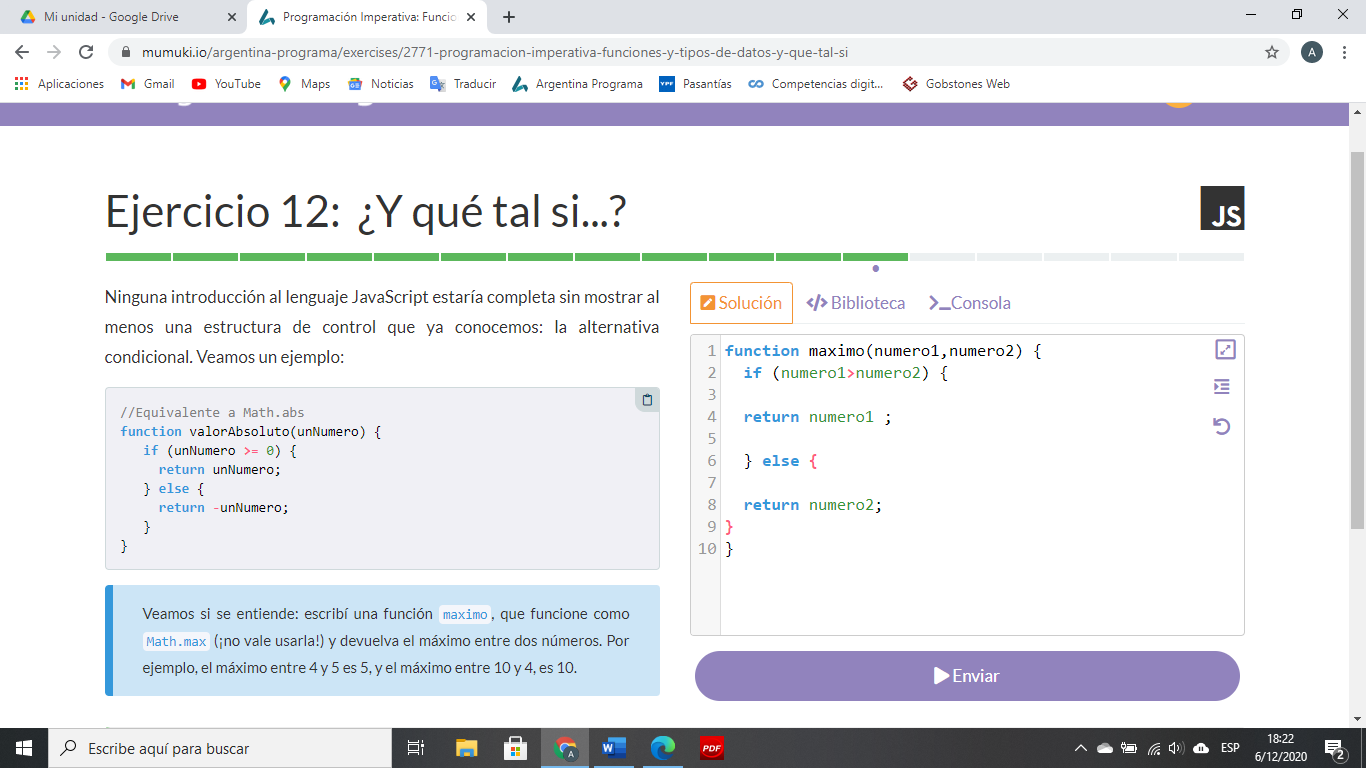 Mi unidad - Google Drive
Programación Imperativa: Funcio
mumuki.io/argentina-programa/exercises/2771-programacion-imperativa-funciones-y-tipos-de-datos-y-que-tal-si
A
Aplicaciones Gmail YouTube Maps Noticias Traducir Argentina Programa YPF Pasantías Competencias digit... Gobstones Web
Ejercicio 12: ¿Y qué tal si...?
JS
Ninguna introducción al lenguaje JavaScript estaría completa sin mostrar al
menos una estructura de control que ya conocemos: la alternativa
condicional. Veamos un ejemplo:
//Equivalente a Math.abs
function valorAbsoluto(unNumero) {
if (unNumero >= 0) {
return unNumero;
} else {
return -unNumero;
}
}
Veamos si se entiende: escribí una función maximo, que funcione como
Math.max (¡no vale usarla!) y devuelva el máximo entre dos números. Por
ejemplo, el máximo entre 4 y 5 es 5, y el máximo entre 10 y 4, es 10.
Solución Biblioteca Consola
1 function maximo(numero1,numero2) {
2 if (numero1>numero2) {
3
4 return numero1 ;
5
6 } else {
7
8 return numero2;
9 }
10 }
Enviar
Escribe aquí para buscar
A
W
PDF
ESP
18:22
6/12/2020
2